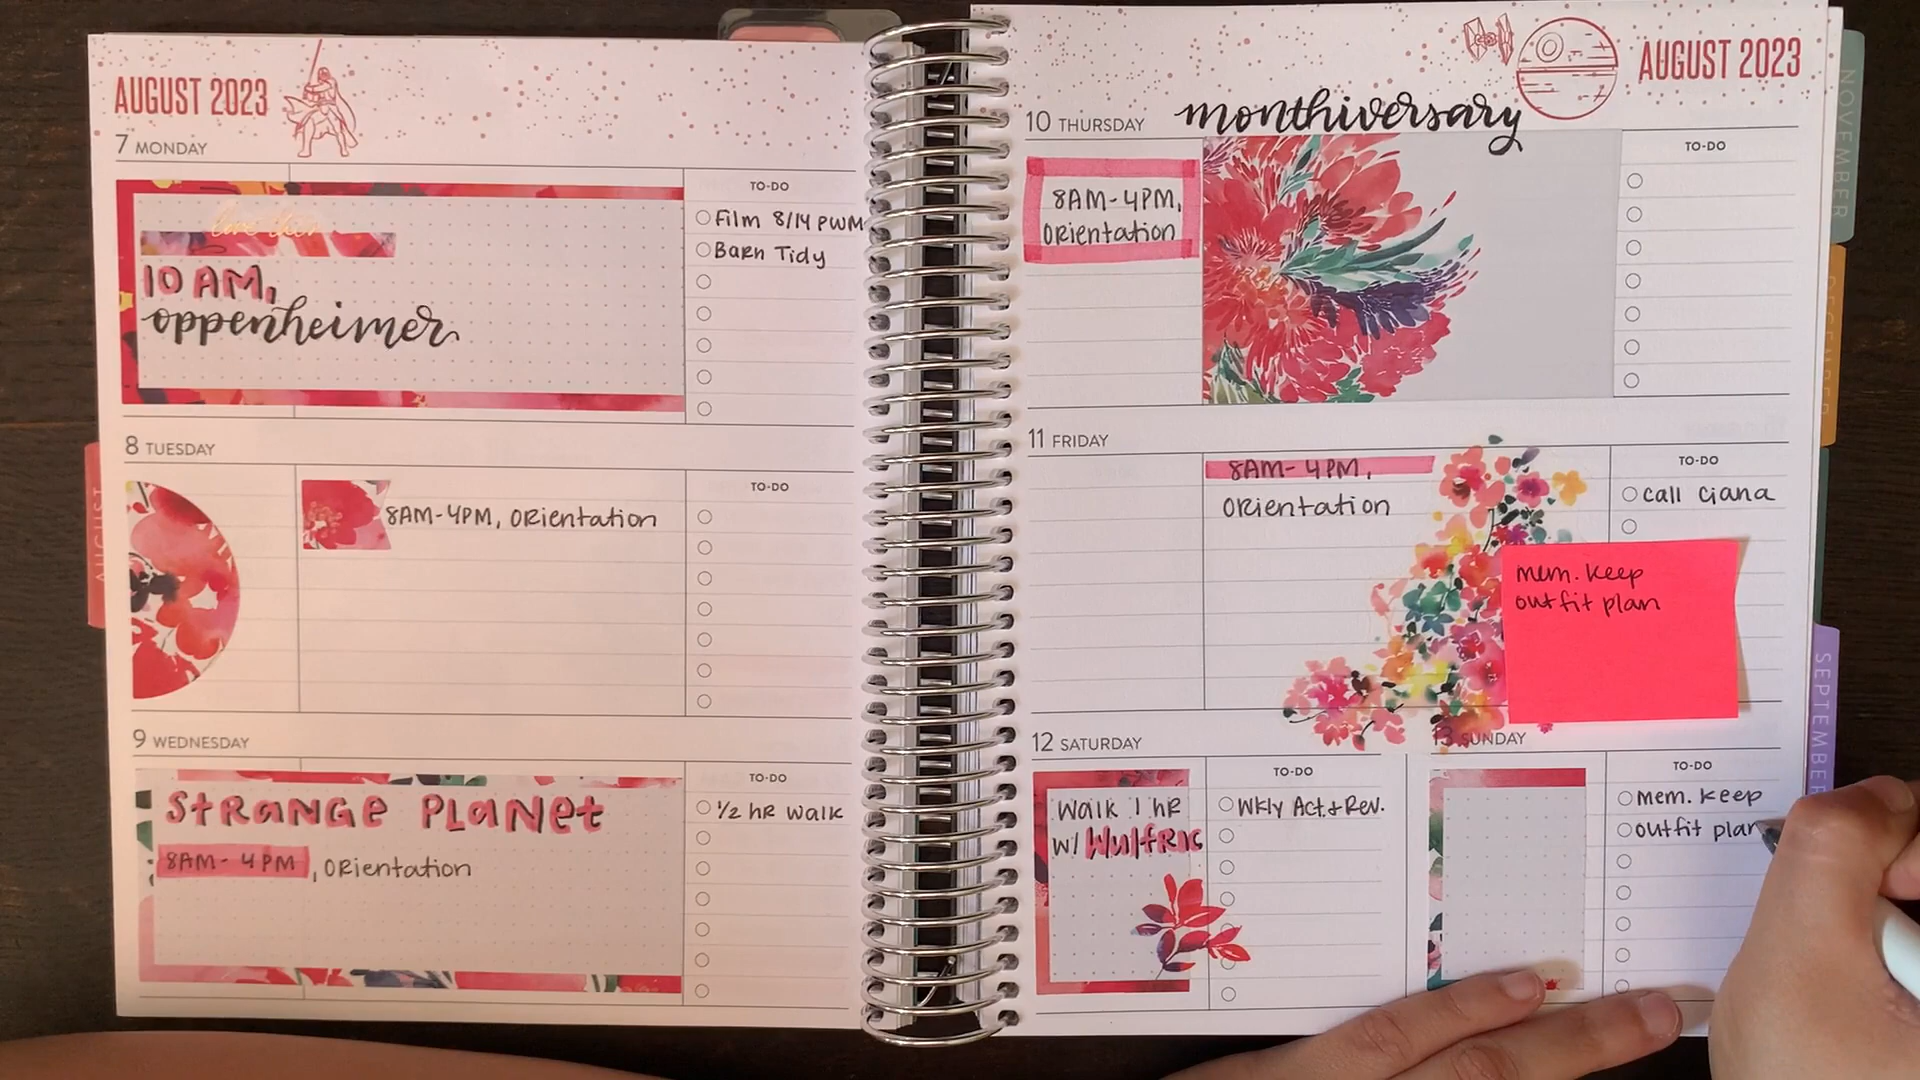 AUGUST 2023
7 MONDAY
love this
10 AM,
oppenheimer
TO-DO
Film 8/14 PWM
Barn Tidy
8 TUESDAY
8AM-4PM, Orientation
TO-DO
9 WEDNESDAY
STRANGE PLANET
8AM-4PM, Orientation
TO-DO
1/2 hr walk
AUGUST
AUGUST 2023
10 THURSDAY
monthiversary
8AM-4PM,
Orientation
TO-DO
11 FRIDAY
8AM-4PM,
Orientation
TO-DO
call Ciana
mem. keep
outfit plan
12 SATURDAY
Walk 1 hr
w/ Wulfric
TO-DO
Wkly Act.+Rev.
13 SUNDAY
TO-DO
mem. keep
outfit plan
NOVEMBER
DECEMBER
SEPTEMBER